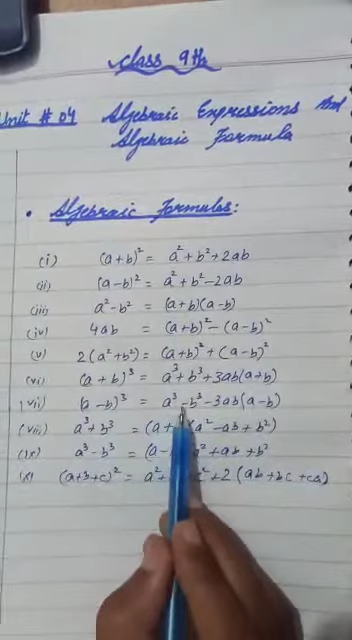 Class 9th
Unit # 04 Algebraic Expressions And
Algebraic Formula
• Algebraic Formulas:
(i) (a+b)² = a²+b²+2ab
(ii) (a-b)² = a²+b²-2ab
(iii) a²-b² = (a+b)(a-b)
(iv) 4ab = (a+b)²-(a-b)²
(v) 2(a²+b²) = (a+b)²+(a-b)²
(vi) (a+b)³ = a³+b³+3ab(a+b)
(vii) (a-b)³ = a³-b³-3ab(a-b)
(viii) a³+b³ = (a+ a²-ab+b²)
(ix) a³-b³ = (a- a²+ab+b²
(x) (a+b+c)² = a²+ c²+2(ab+bc+ca)